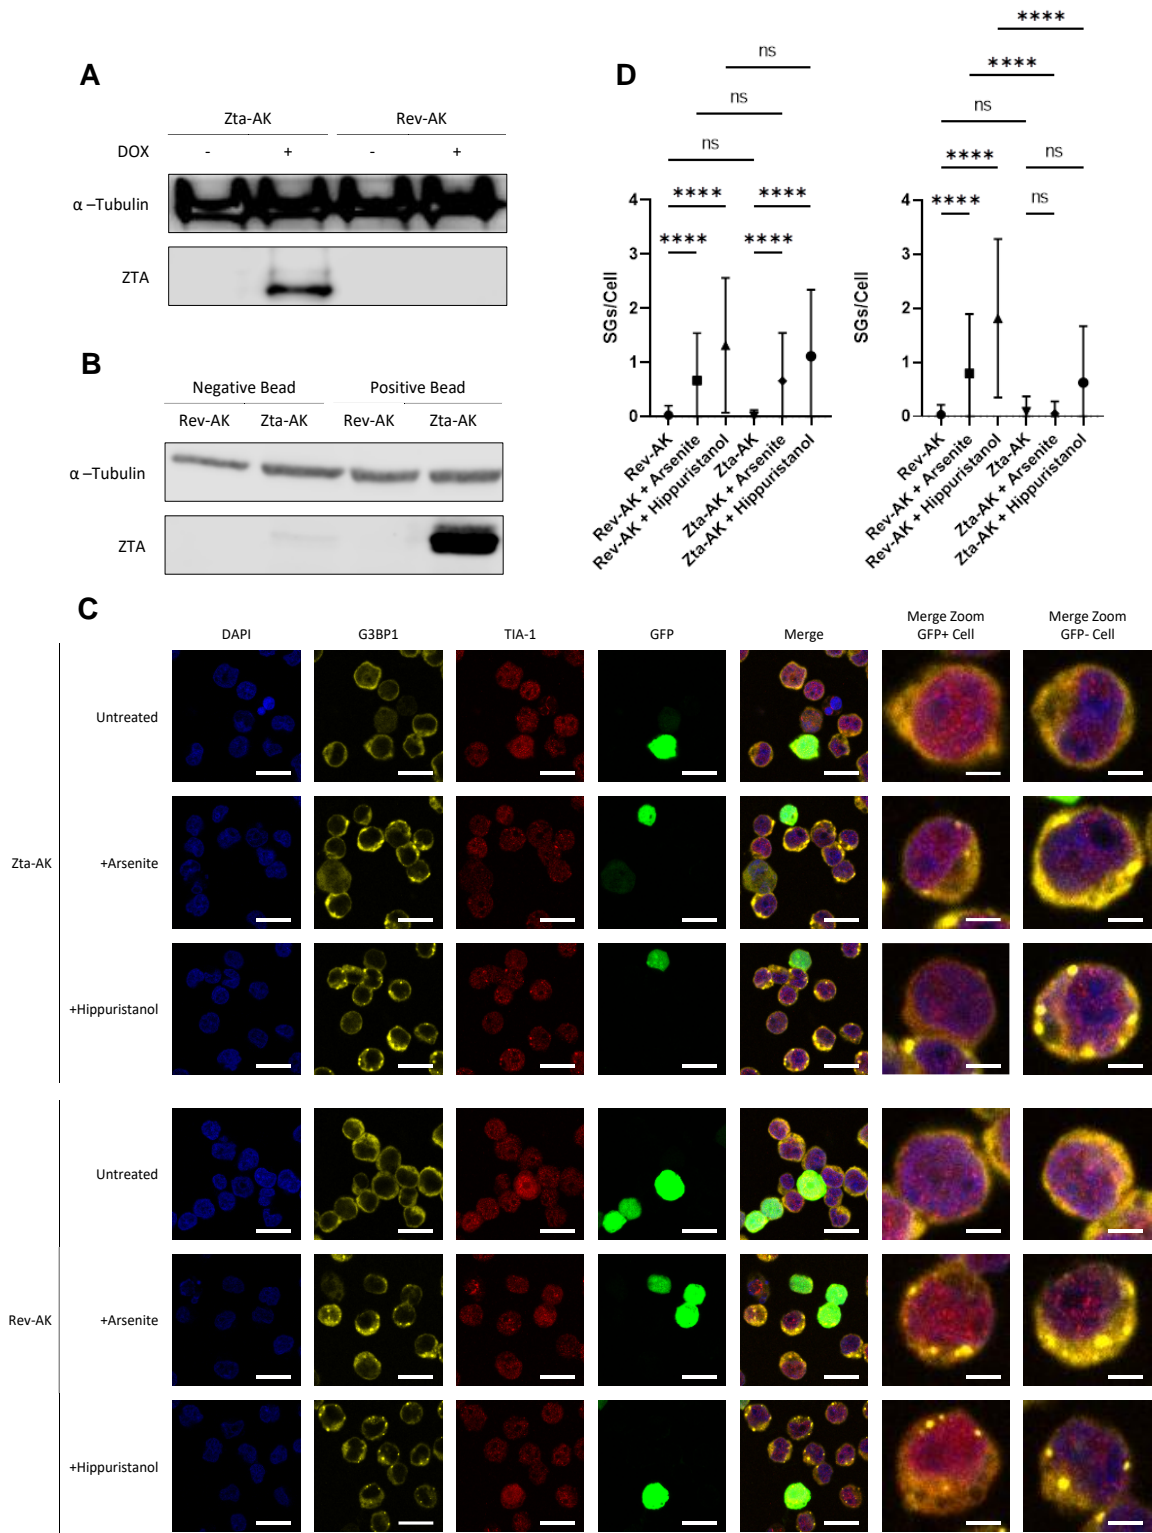 A
Zta-AK Rev-AK
DOX - + - +
α –Tubulin
ZTA
B
Negative Bead Positive Bead
Rev-AK Zta-AK Rev-AK Zta-AK
α –Tubulin
ZTA
D
ns
ns
ns
**** ****
**** ****
4
3
2
1
0
SGs/Cell
Rev-AK
Rev-AK + Arsenite
Rev-AK + Hippuristanol
Zta-AK
Zta-AK + Arsenite
Zta-AK + Hippuristanol
****
****
ns
**** ns
**** ns
4
3
2
1
0
SGs/Cell
Rev-AK
Rev-AK + Arsenite
Rev-AK + Hippuristanol
Zta-AK
Zta-AK + Arsenite
Zta-AK + Hippuristanol
C
DAPI G3BP1 TIA-1 GFP Merge
Merge Zoom
GFP+ Cell
Merge Zoom
GFP- Cell
Zta-AK
Untreated
+Arsenite
+Hippuristanol
Rev-AK
Untreated
+Arsenite
+Hippuristanol